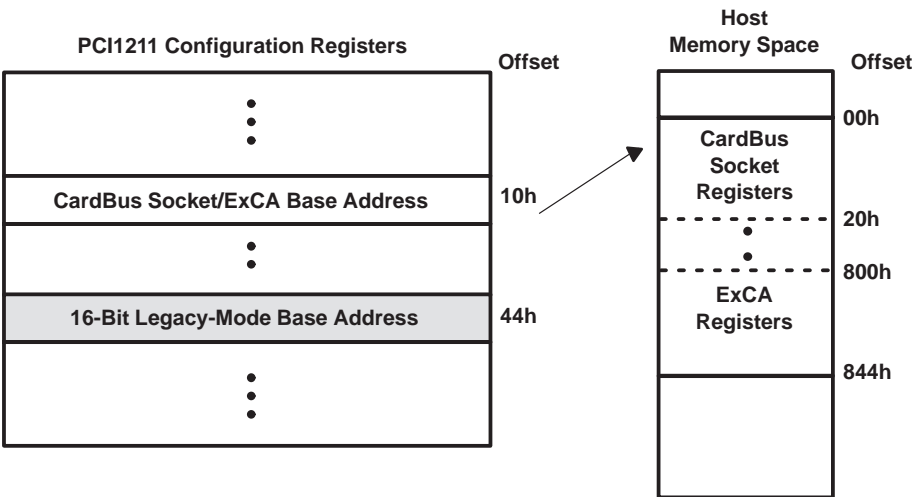 PCI1211 Configuration Registers
Offset
CardBus Socket/ExCA Base Address
10h
16-Bit Legacy-Mode Base Address
44h
Host
Memory Space
Offset
00h
CardBus
Socket
Registers
20h
800h
ExCA
Registers
844h